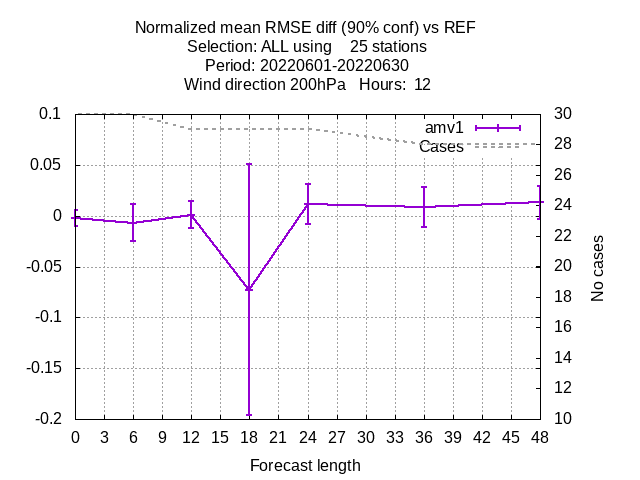 Normalized mean RMSE diff (90% conf) vs REF
Selection: ALL using    25 stations
Period: 20220601-20220630
Wind direction 200hPa   Hours:  12
0.1
0.05
0
-0.05
-0.1
-0.15
-0.2
amv1
Cases
30
28
26
24
22
20
18
16
14
12
10
No cases
0 3 6 9 12 15 18 21 24 27 30 33 36 39 42 45 48
Forecast length